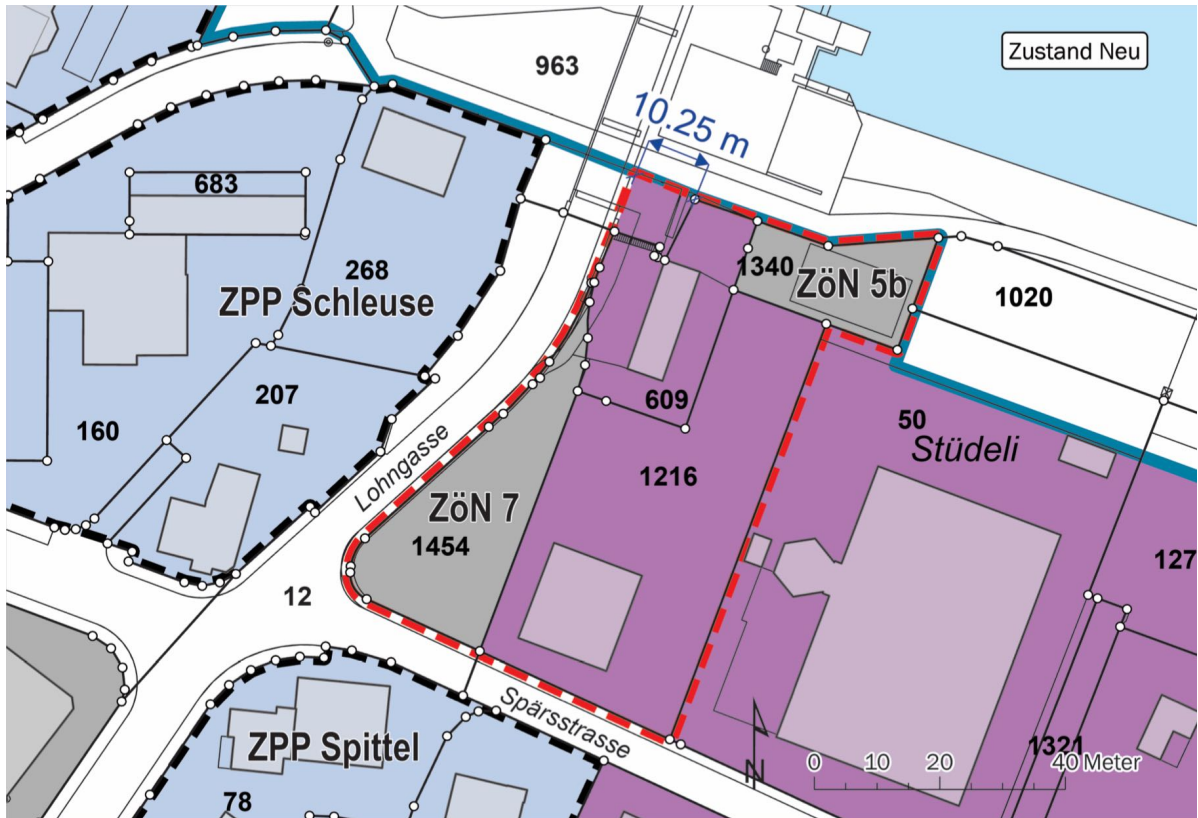 Zustand Neu
963
10.25 m
683
268
1340
ZöN 5b
1020
ZPP Schleuse
207
609
50
Stüdeli
160
Lohngasse
1216
ZöN 7
1454
127
12
Spärsstrasse
ZPP Spittel
1321
N
0 10 20 40 Meter
78